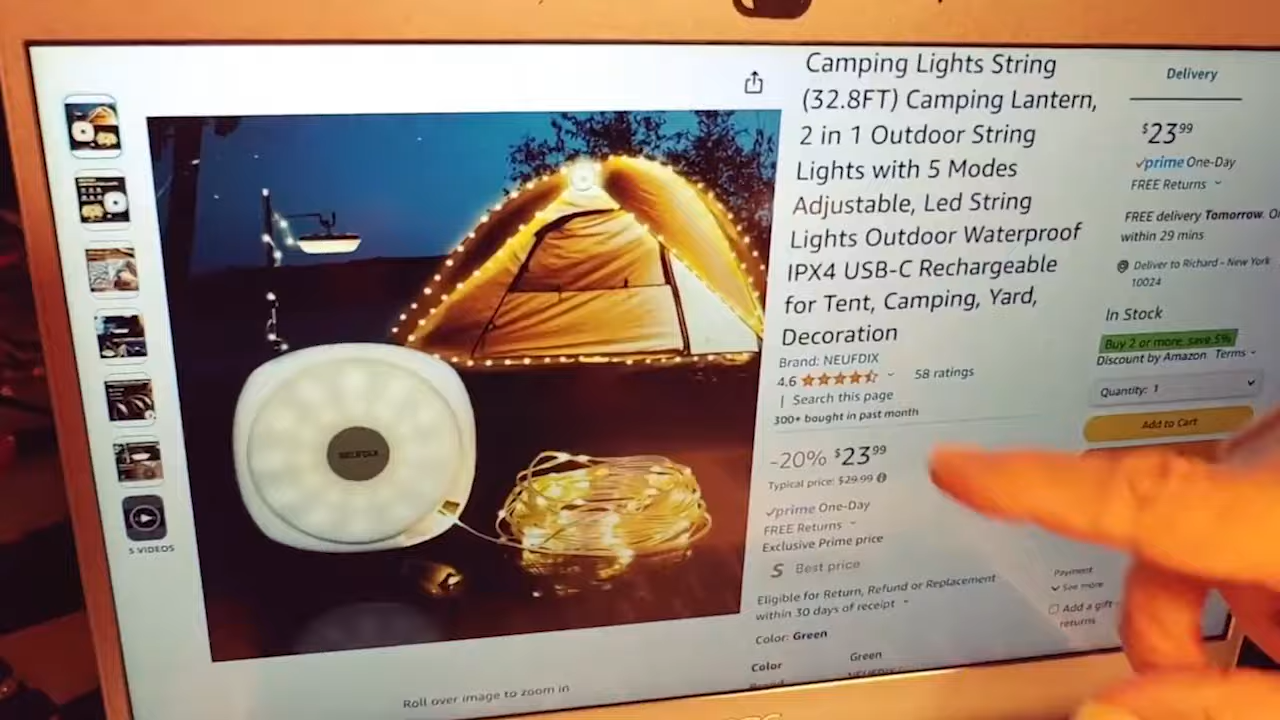 Camping Lights String
(32.8FT) Camping Lantern,
2 in 1 Outdoor String
Lights with 5 Modes
Adjustable, Led String
Lights Outdoor Waterproof
IPX4 USB-C Rechargeable
for Tent, Camping, Yard,
Decoration
Brand: NEUFDIX
4.6 58 ratings
| Search this page
300+ bought in past month
-20% $23.99
Typical price: $29.99
prime One-Day
FREE Returns
Exclusive Prime price
S Best price
Eligible for Return, Refund or Replacement
within 30 days of receipt
Color: Green
Color Green
Delivery
$23.99
prime One-Day
FREE Returns
FREE delivery Tomorrow.
within 29 mins
Deliver to Richard - New York
10024
In Stock
Buy 2 or more, save 5%
Discount by Amazon Terms
Quantity: 1
Add to Cart
Payment
See more
Add a gift
returns
NEUFDIX
5 VIDEOS
Roll over image to zoom in